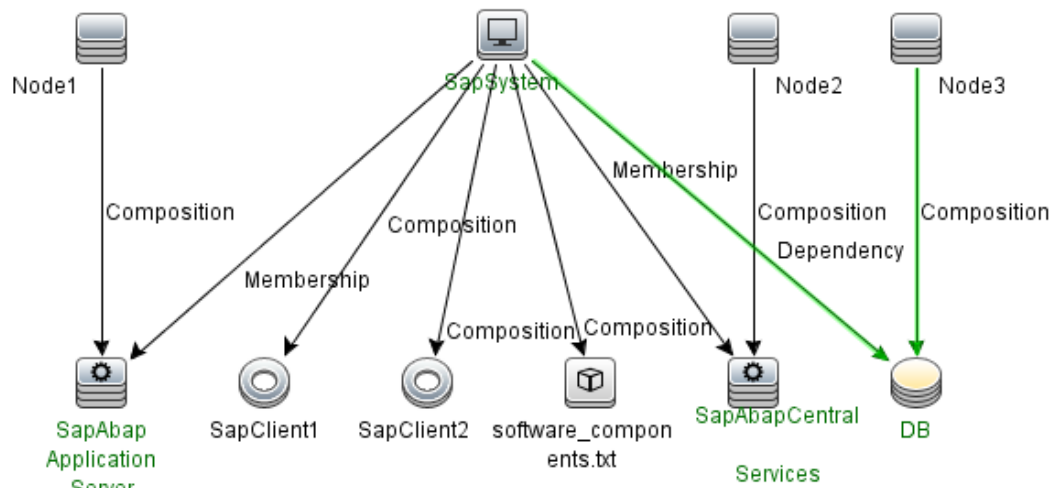 Node1
SapSystem
Node2
Node3
Membership
Composition
Composition
Composition
Composition
Dependency
Membership
Composition
Composition
SapAbap
Application
Server
SapClient1
SapClient2
software_compon
ents.txt
SapAbapCentral
Services
DB